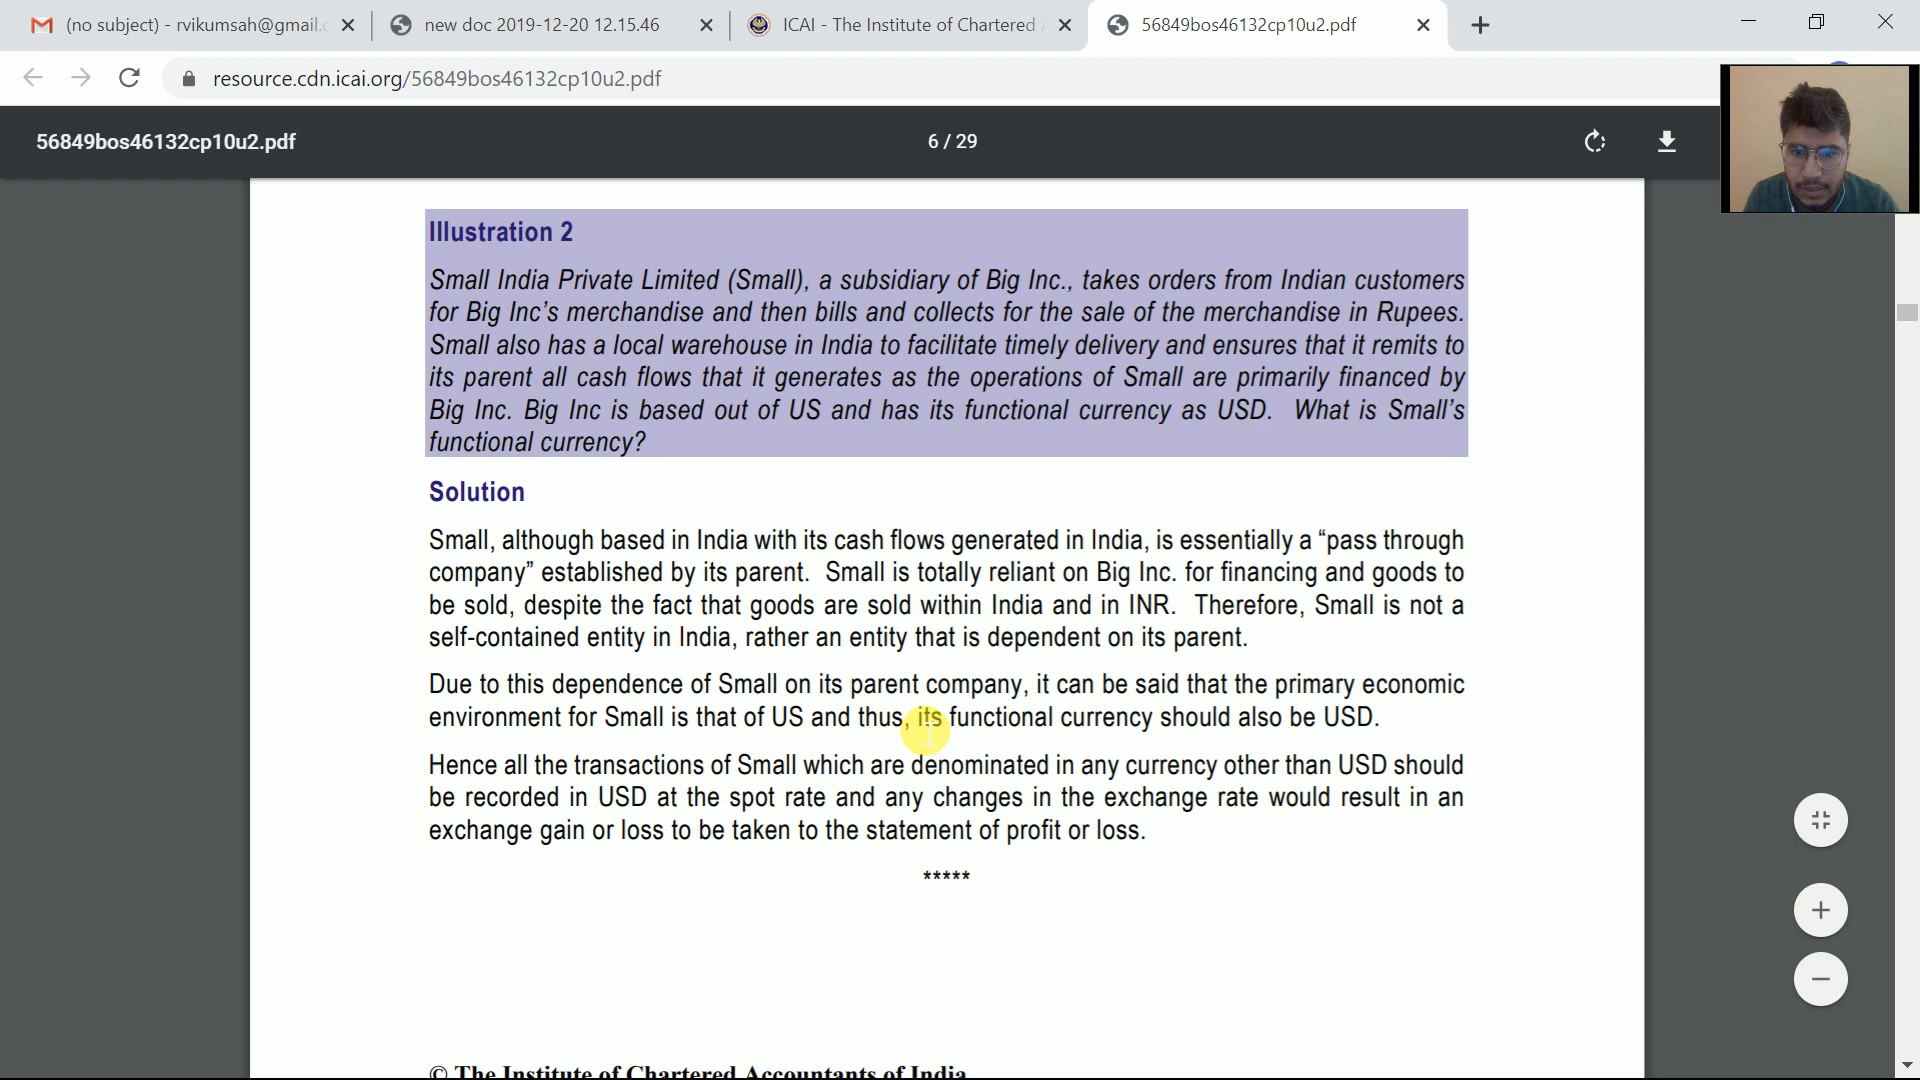 (no subject) - rvikumsah@gmail.
new doc 2019-12-20 12.15.46
ICAI - The Institute of Chartered
56849bos46132cp10u2.pdf
resource.cdn.icai.org/56849bos46132cp10u2.pdf
56849bos46132cp10u2.pdf
6 / 29
Illustration 2
Small India Private Limited (Small), a subsidiary of Big Inc., takes orders from Indian customers
for Big Inc's merchandise and then bills and collects for the sale of the merchandise in Rupees.
Small also has a local warehouse in India to facilitate timely delivery and ensures that it remits to
its parent all cash flows that it generates as the operations of Small are primarily financed by
Big Inc. Big Inc is based out of US and has its functional currency as USD. What is Small's
functional currency?
Solution
Small, although based in India with its cash flows generated in India, is essentially a “pass through
company” established by its parent. Small is totally reliant on Big Inc. for financing and goods to
be sold, despite the fact that goods are sold within India and in INR. Therefore, Small is not a
self-contained entity in India, rather an entity that is dependent on its parent.
Due to this dependence of Small on its parent company, it can be said that the primary economic
environment for Small is that of US and thus, its functional currency should also be USD.
Hence all the transactions of Small which are denominated in any currency other than USD should
be recorded in USD at the spot rate and any changes in the exchange rate would result in an
exchange gain or loss to be taken to the statement of profit or loss.
*****
© The Institute of Chartered Accountants of India